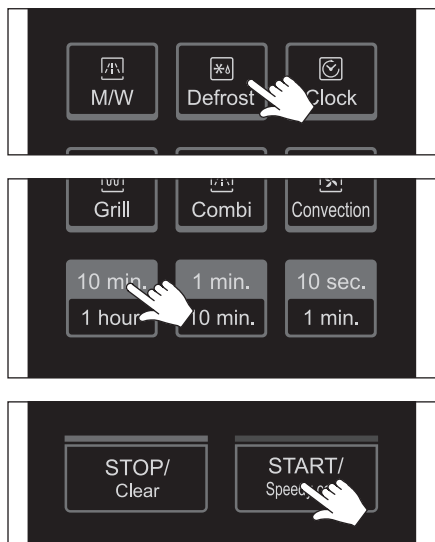 M/W
Defrost
Clock
Grill
Combi
Convection
10 min.
1 min.
10 sec.
1 hour
10 min.
1 min.
STOP/
Clear
START/
Speedy